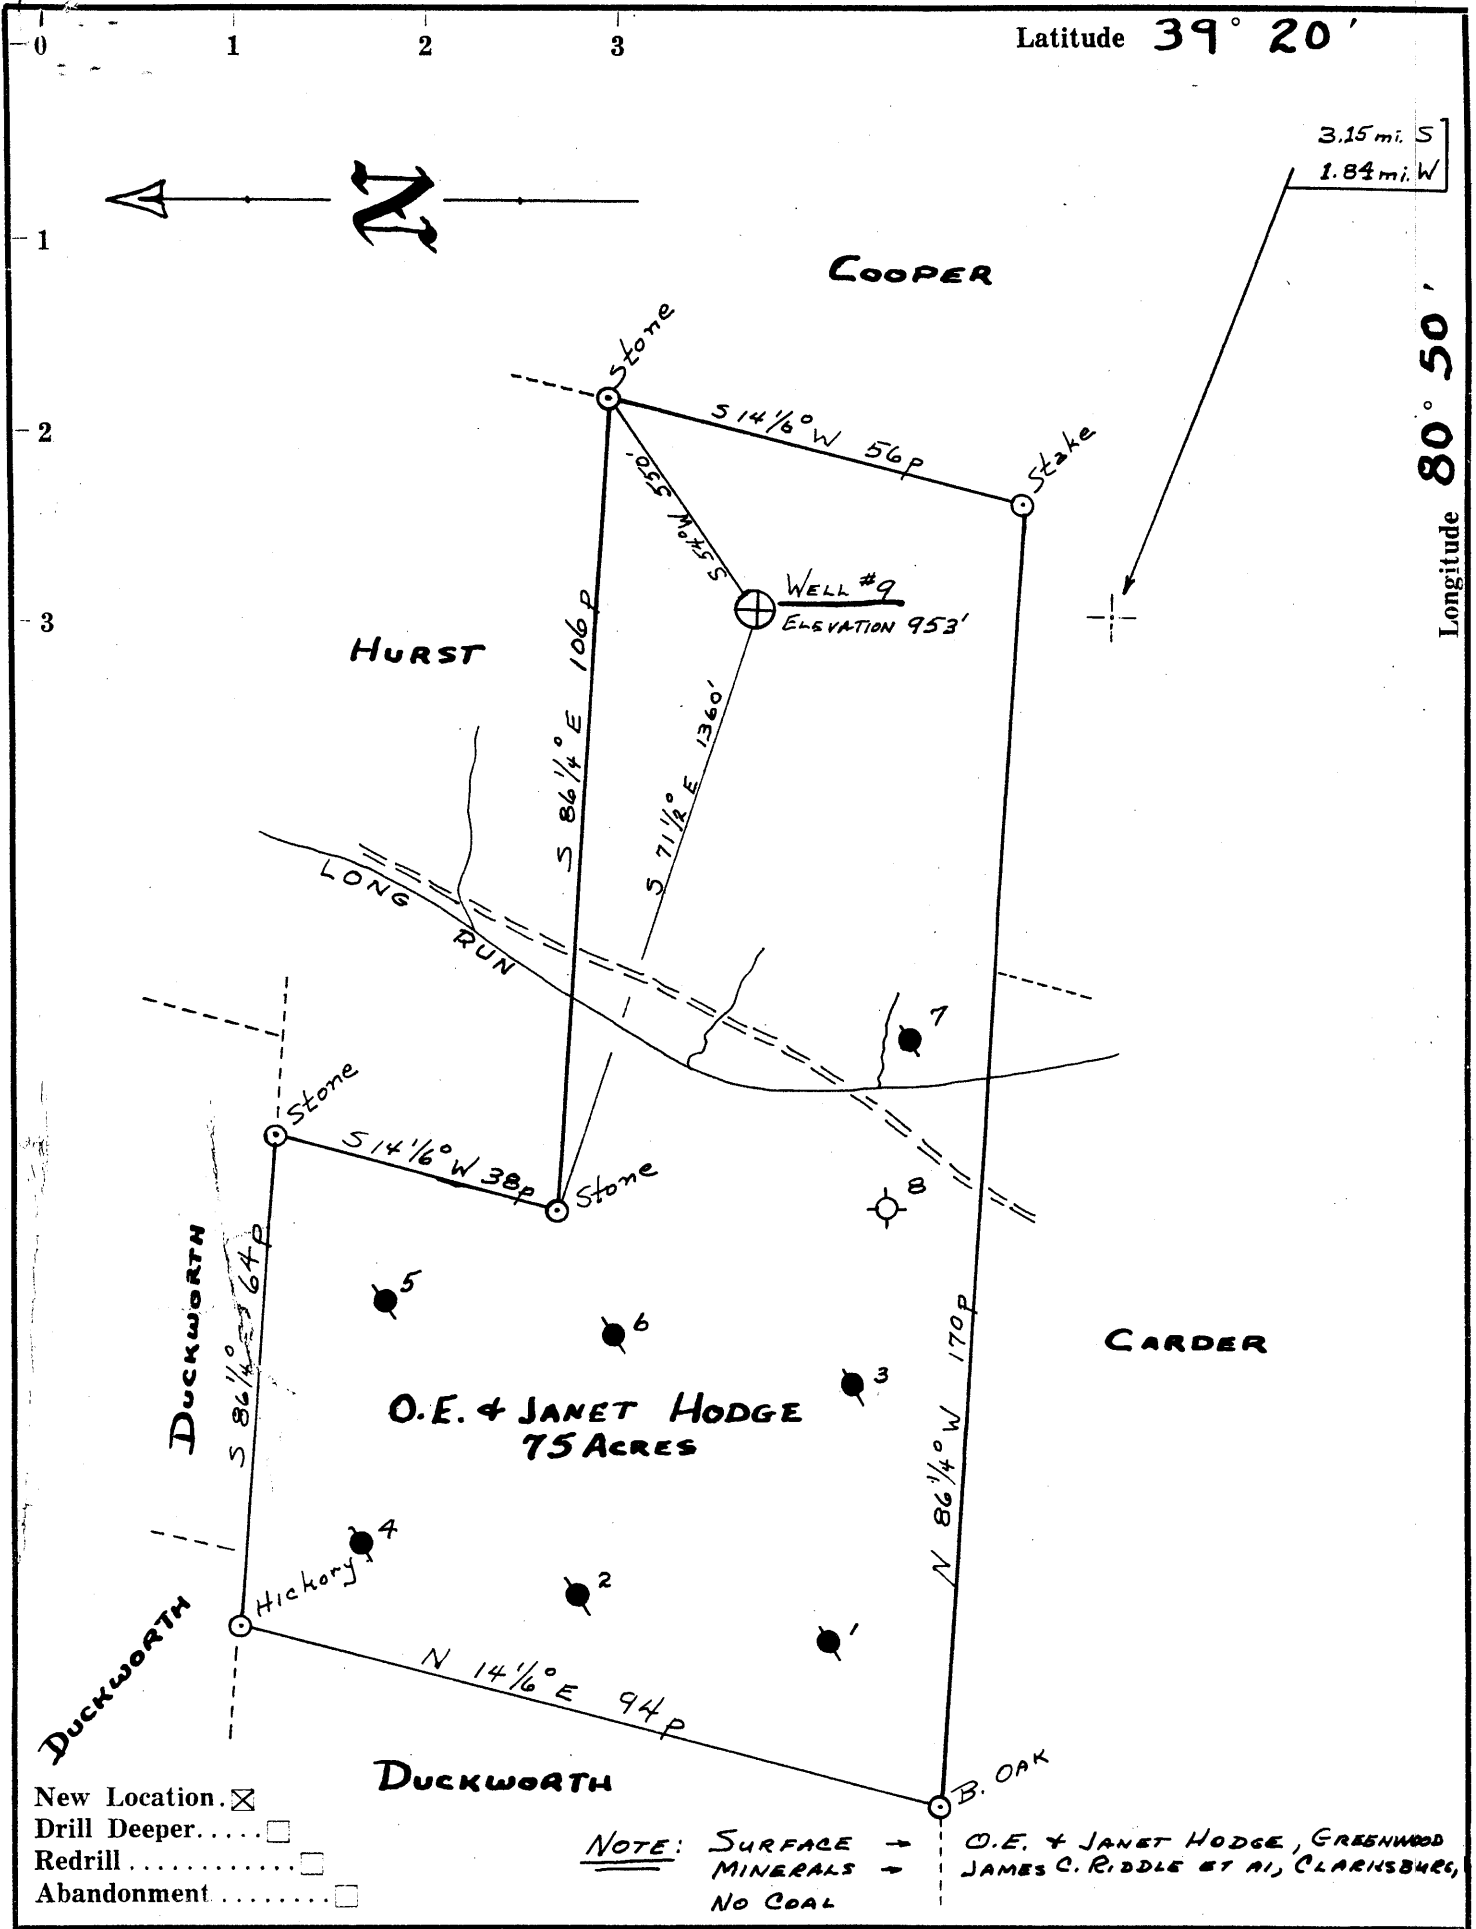 0 1 2 3
Latitude 39° 20'
3.15 mi. S
1.84 mi. W
N
1
COOPER
80° 50'
Longitude
Stone
2
S 14 1/6° W 56 p
Stake
S 54° W 550'
WELL #9
ELEVATION 953'
3
HURST
S 86 1/4° E 106 p
S 71 1/2° E 1360'
LONG
RUN
7
Stone
S 14 1/6° W 38 p
Stone
8
DUCKWORTH
S 86 1/4° E 64 p
5
6
3
CARDER
O.E. & JANET HODGE
75 ACRES
N 86 1/4° W 170 p
4
Hickory
2
1
DUCKWORTH
N 14 1/6° E 94 p
DUCKWORTH
B. OAK
New Location. ☒
Drill Deeper..... ☐
Redrill ............ ☐
Abandonment ........ ☐
NOTE: SURFACE → O.E. & JANET HODGE, GREENWOOD
MINERALS → JAMES C. RIDDLE ET Al, CLARKSBURG,
NO COAL